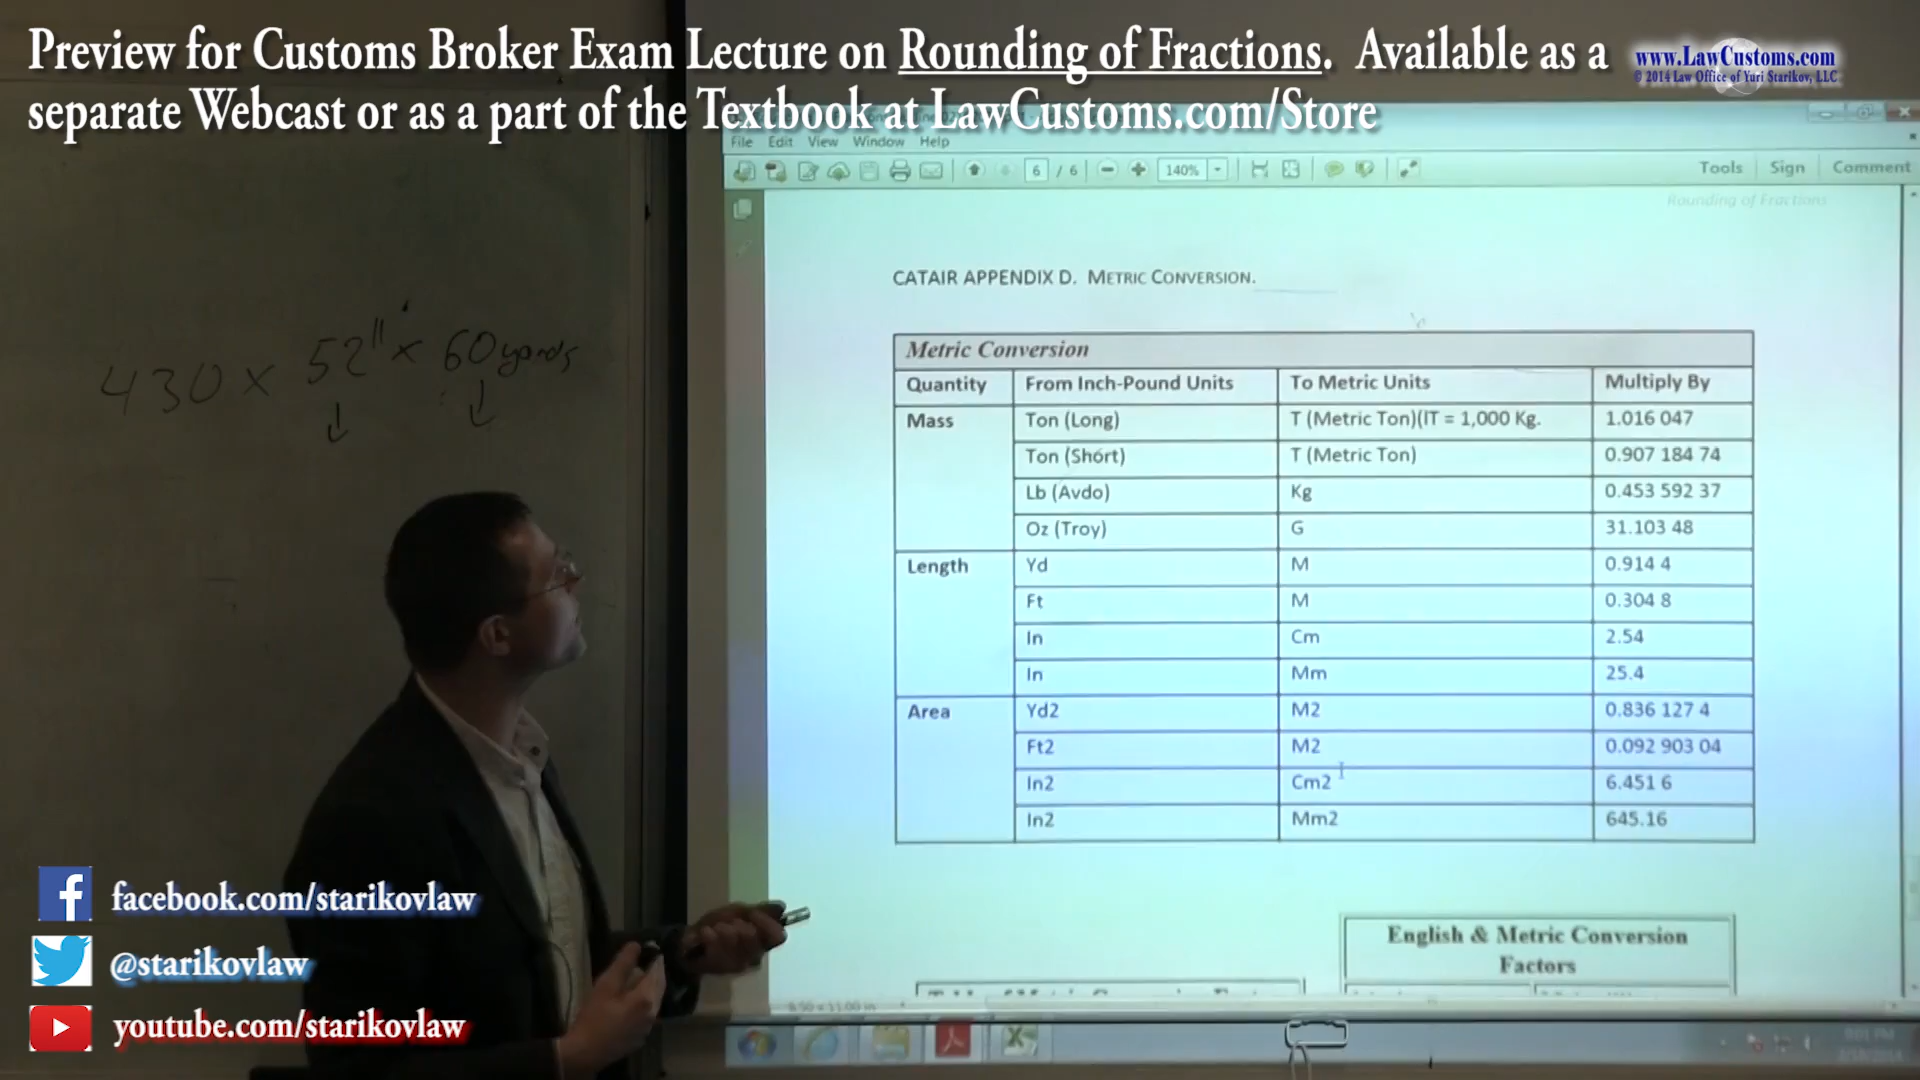 Preview for Customs Broker Exam Lecture on Rounding of Fractions. Available as a
separate Webcast or as a part of the Textbook at LawCustoms.com/Store
www.LawCustoms.com
© 2014 Law Office of Yuri Starikov, LLC
File Edit View Window Help
6 / 6 140% Tools Sign Comment
Rounding of Fractions
CATAIR APPENDIX D. METRIC CONVERSION.
430 × 52" × 60 yards
Metric Conversion
Quantity From Inch-Pound Units To Metric Units Multiply By
Mass Ton (Long) T (Metric Ton)(IT = 1,000 Kg. 1.016 047
Ton (Short) T (Metric Ton) 0.907 184 74
Lb (Avdo) Kg 0.453 592 37
Oz (Troy) G 31.103 48
Length Yd M 0.914 4
Ft M 0.304 8
In Cm 2.54
In Mm 25.4
Area Yd2 M2 0.836 127 4
Ft2 M2 0.092 903 04
In2 Cm2 6.451 6
In2 Mm2 645.16
English & Metric Conversion
Factors
8.50 x 11.00 in
facebook.com/starikovlaw
@starikovlaw
youtube.com/starikovlaw